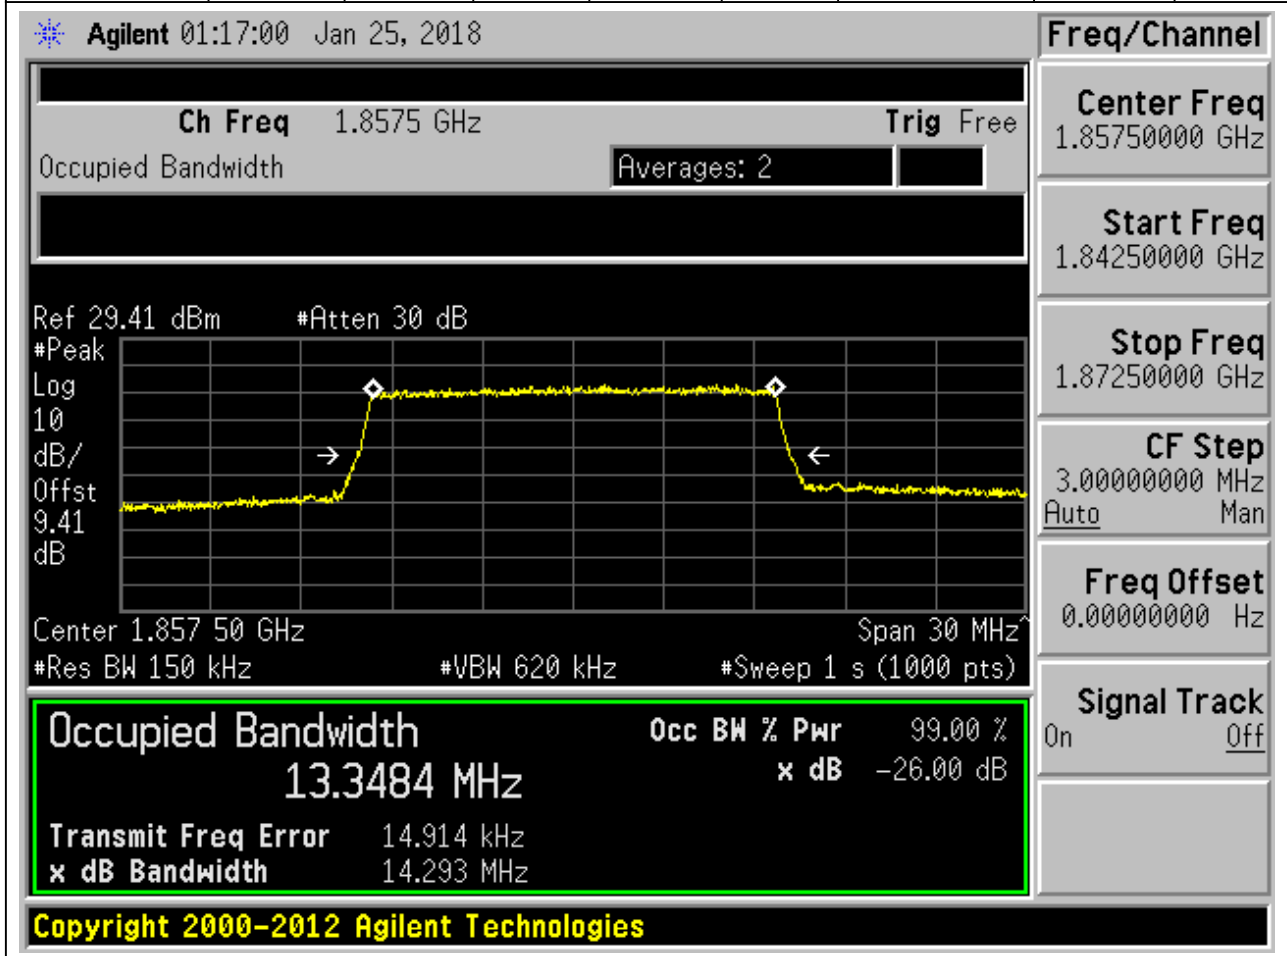 Agilent 01:17:00 Jan 25, 2018
Freq/Channel
Ch Freq 1.8575 GHz Trig Free
Occupied Bandwidth Averages: 2
Center Freq
1.85750000 GHz
Start Freq
1.84250000 GHz
Stop Freq
1.87250000 GHz
CF Step
3.00000000 MHz
Auto Man
Freq Offset
0.00000000 Hz
Signal Track
On Off
Ref 29.41 dBm #Atten 30 dB
#Peak
Log
10
dB/
Offst
9.41
dB
Center 1.857 50 GHz Span 30 MHz^
#Res BW 150 kHz #VBW 620 kHz #Sweep 1 s (1000 pts)
Occupied Bandwidth Occ BW % Pwr 99.00 %
13.3484 MHz x dB -26.00 dB
Transmit Freq Error 14.914 kHz
x dB Bandwidth 14.293 MHz
Copyright 2000-2012 Agilent Technologies